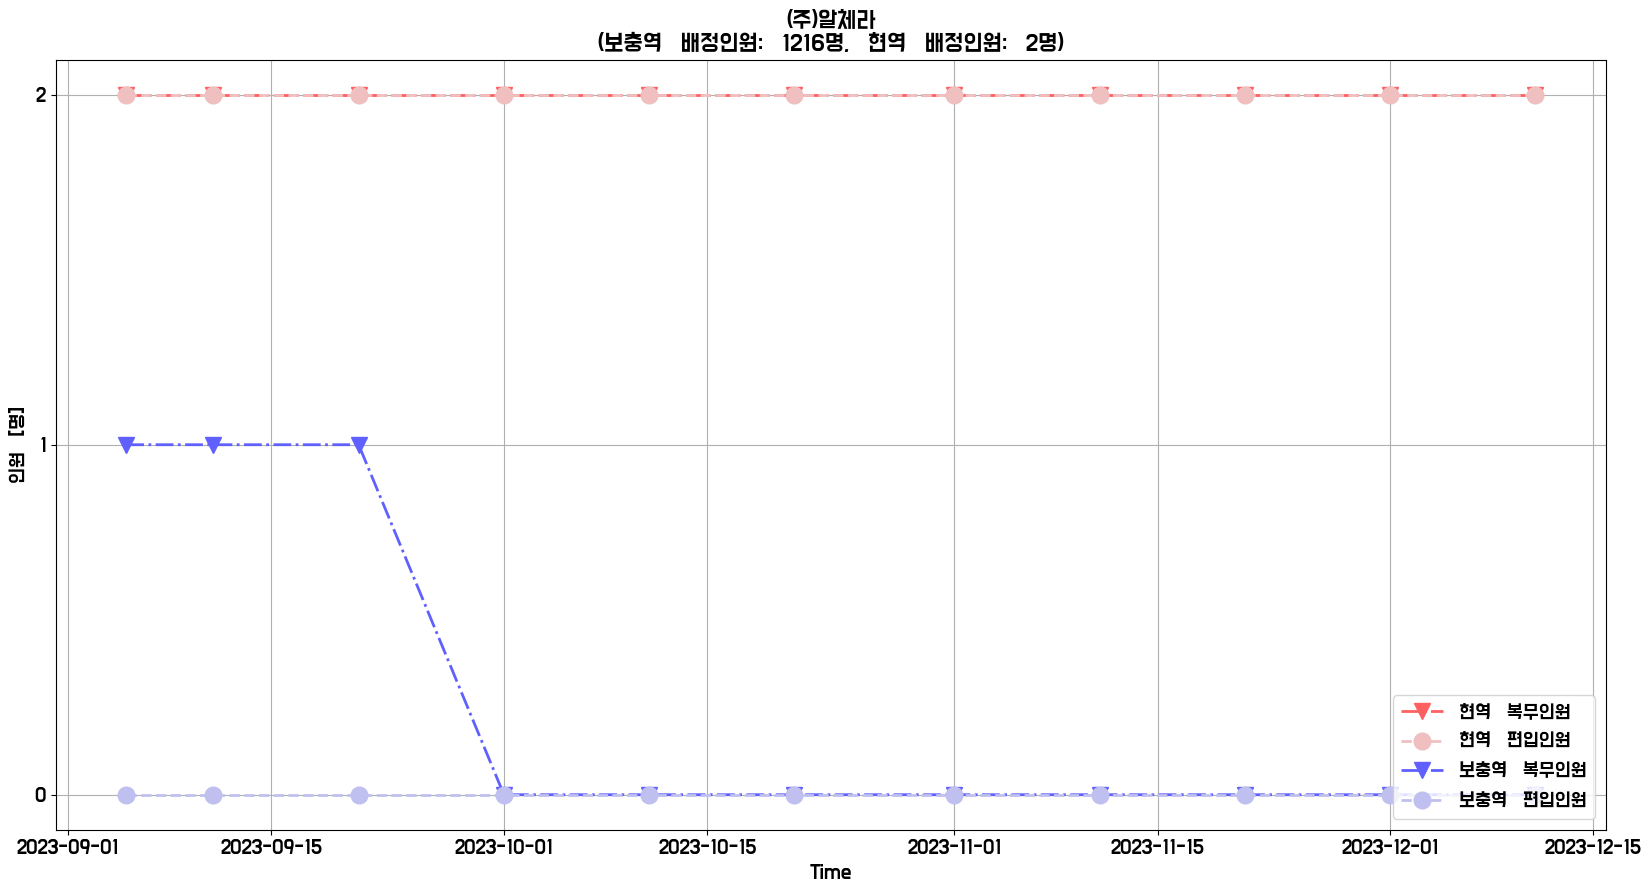 (주)알체라
(보충역 배정인원: 1216명, 현역 배정인원: 2명)
인원 [명]
2
1
0
현역 복무인원
현역 편입인원
보충역 복무인원
보충역 편입인원
2023-09-01 2023-09-15 2023-10-01 2023-10-15 2023-11-01 2023-11-15 2023-12-01 2023-12-15
Time